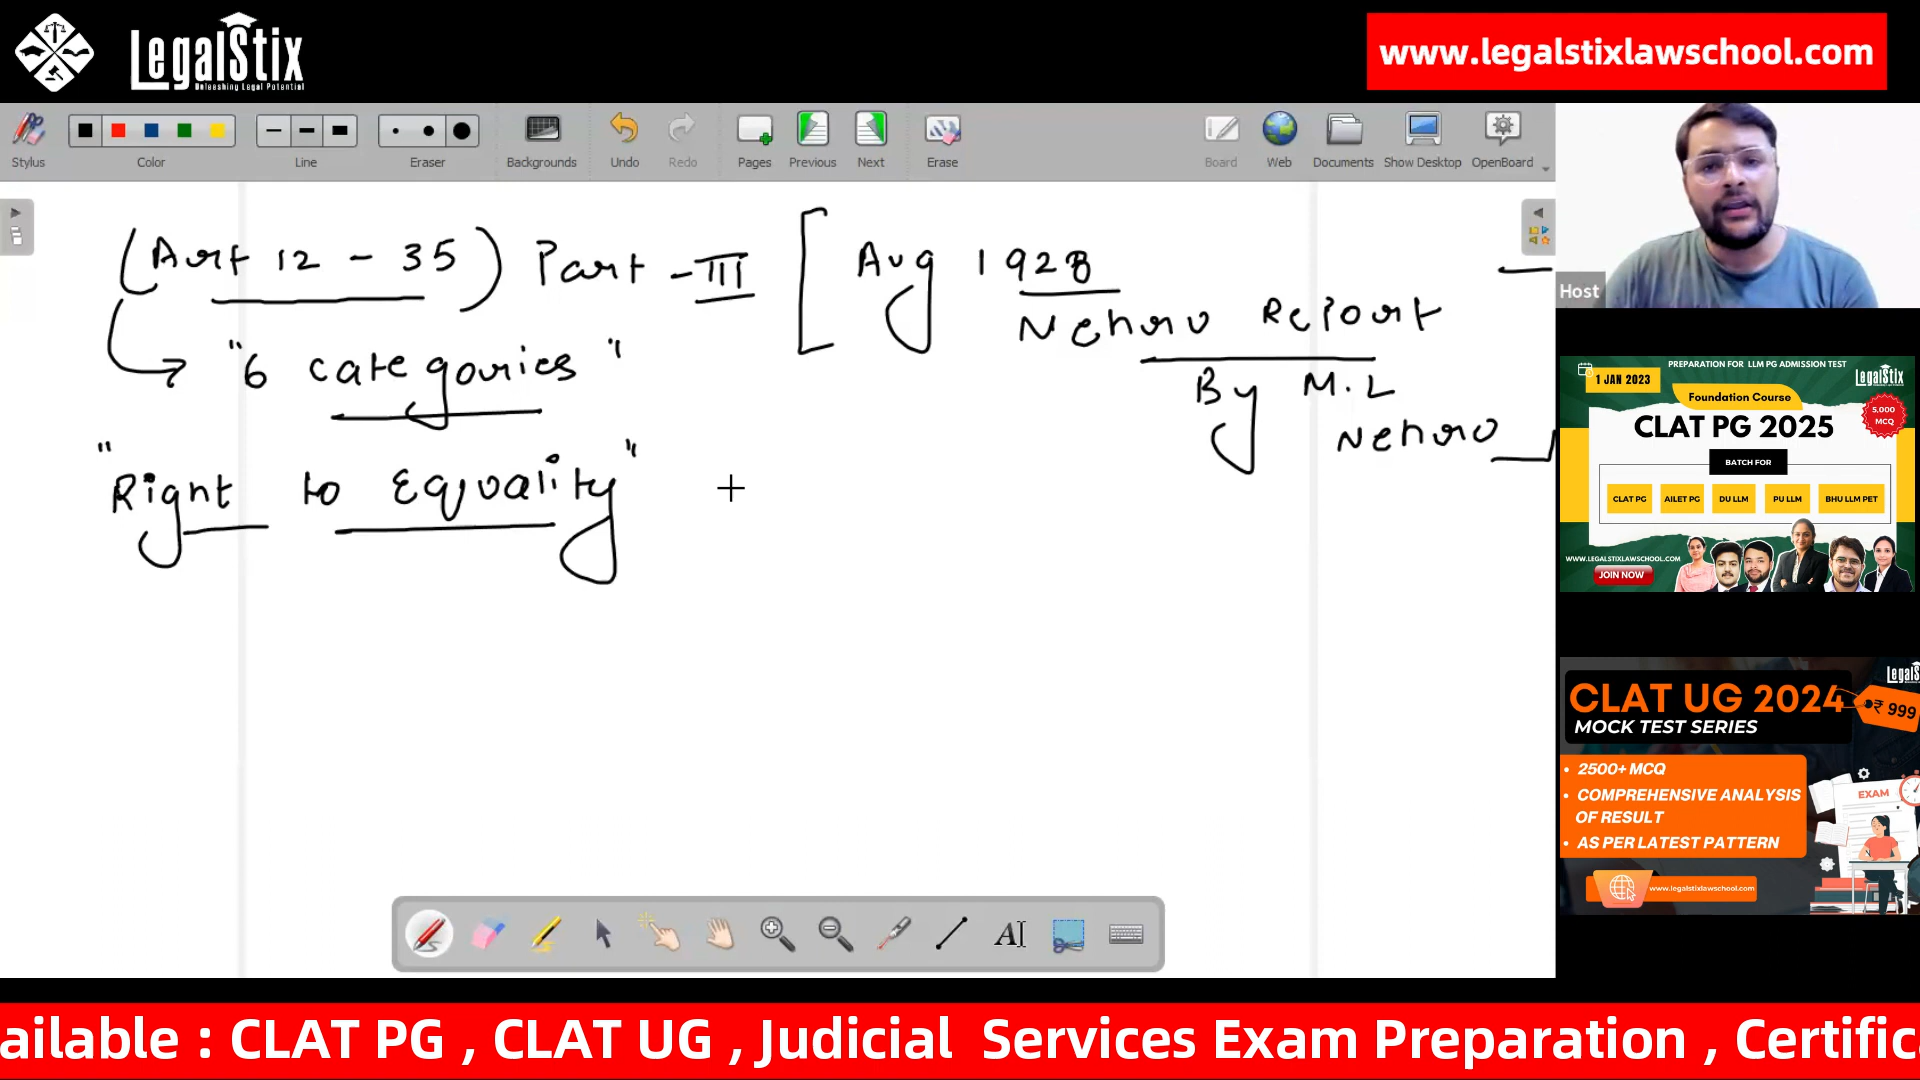 LegalStix
Unleashing Legal Potential
www.legalstixlawschool.com
Stylus
Color
Line
Eraser
Backgrounds
Undo
Redo
Pages
Previous
Next
Erase
Board
Web
Documents
Show Desktop
OpenBoard
(Art 12 - 35) Part - III [ Aug 1928
Nehru Report
By M.L
Nehru ]
"6 categories"
"Right to Equality"
Host
PREPARATION FOR LLM PG ADMISSION TEST
1 JAN 2023
LegalStix
Foundation Course
5,000
MCQ
CLAT PG 2025
BATCH FOR
CLAT PG
AILET PG
DU LLM
PU LLM
BHU LLM PET
WWW.LEGALSTIXLAWSCHOOL.COM
JOIN NOW
LegalS
CLAT UG 2024
₹ 999
MOCK TEST SERIES
• 2500+ MCQ
• COMPREHENSIVE ANALYSIS
OF RESULT
• AS PER LATEST PATTERN
EXAM
www.legalstixlawschool.com
ailable : CLAT PG , CLAT UG , Judicial Services Exam Preparation , Certific